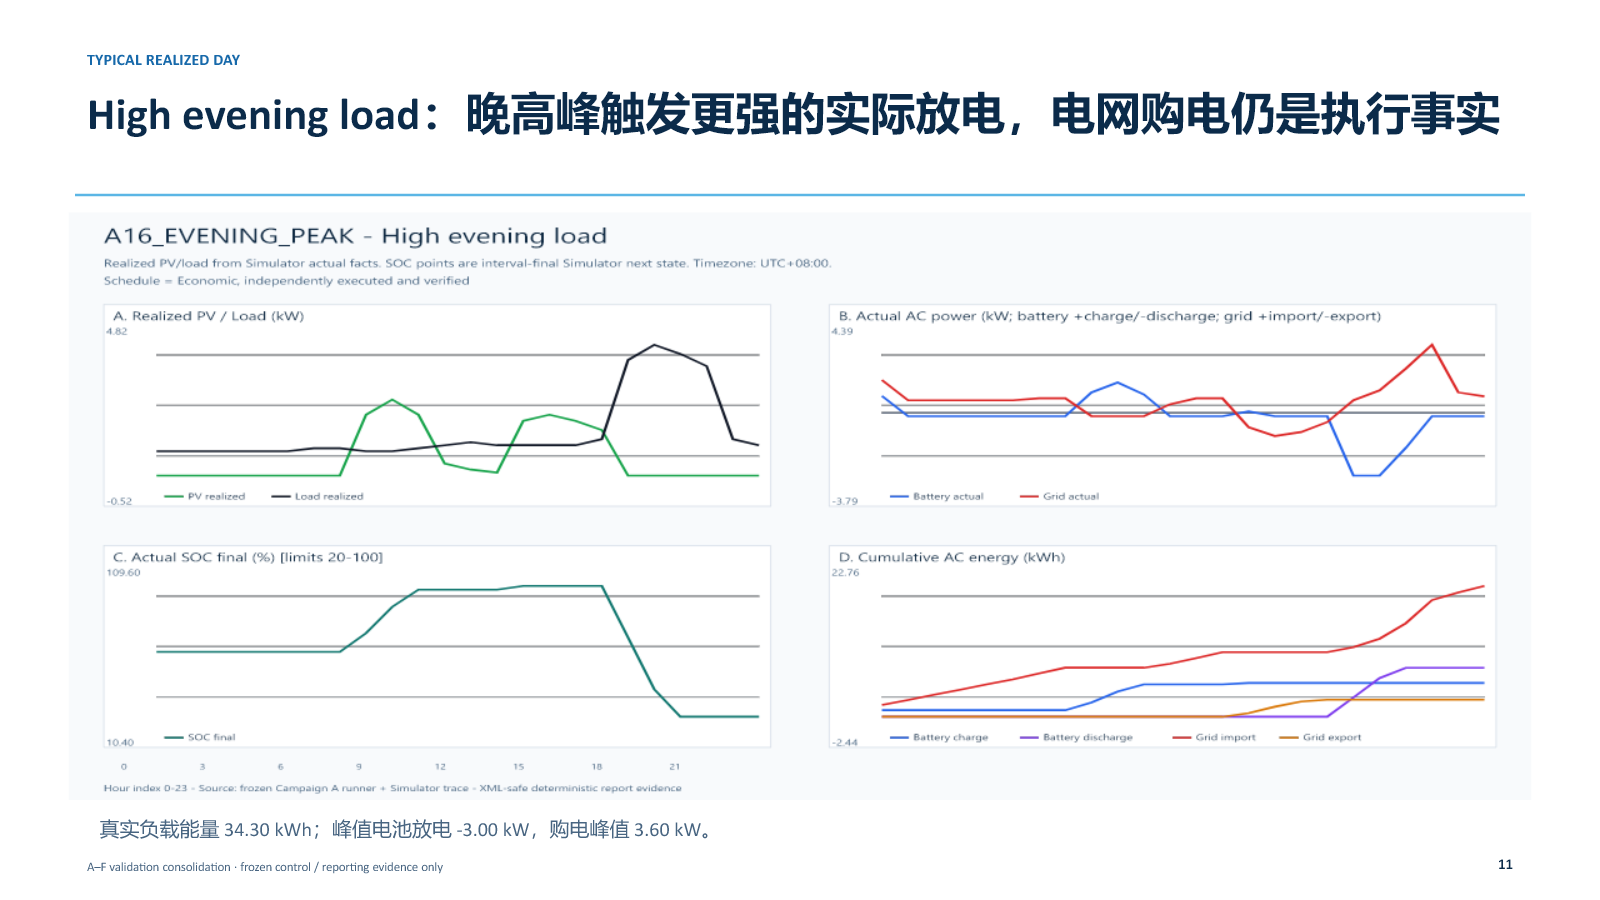 TYPICAL REALIZED DAY
High evening load：晚高峰触发更强的实际放电，电网购电仍是执行事实
A16_EVENING_PEAK - High evening load
Realized PV/load from Simulator actual facts. SOC points are interval-final Simulator next state. Timezone: UTC+08:00.
Schedule = Economic, independently executed and verified
A. Realized PV / Load (kW)
4.82
-0.52
PV realized
Load realized
B. Actual AC power (kW; battery +charge/-discharge; grid +import/-export)
4.39
-3.79
Battery actual
Grid actual
C. Actual SOC final (%) [limits 20-100]
109.60
10.40
SOC final
D. Cumulative AC energy (kWh)
22.76
-2.44
Battery charge
Battery discharge
Grid import
Grid export
0 3 6 9 12 15 18 21
Hour index 0-23 - Source: frozen Campaign A runner + Simulator trace - XML-safe deterministic report evidence
真实负载能量 34.30 kWh；峰值电池放电 -3.00 kW，购电峰值 3.60 kW。
A–F validation consolidation · frozen control / reporting evidence only
11